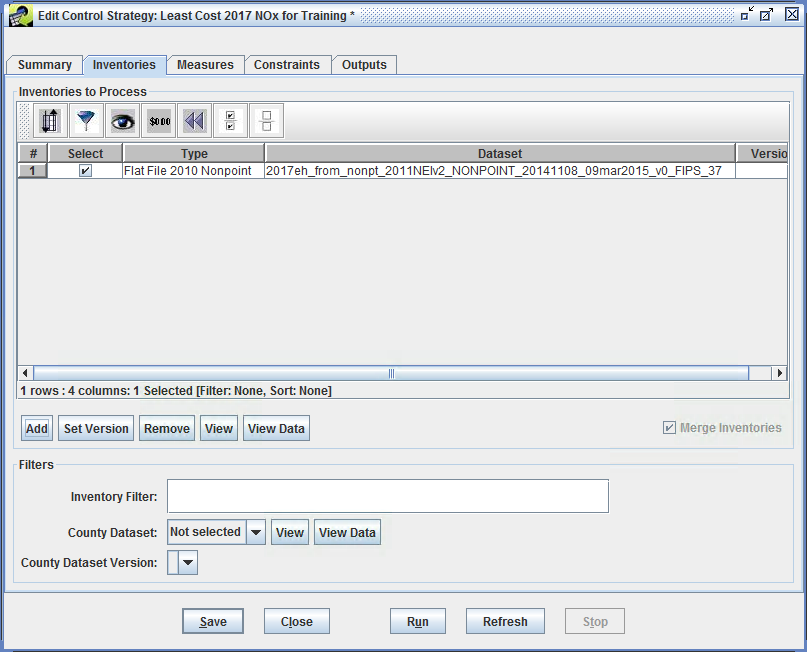 Edit Control Strategy: Least Cost 2017 NOx for Training *
Summary Inventories Measures Constraints Outputs
Inventories to Process
$0.00
# Select Type Dataset Versio
1 Flat File 2010 Nonpoint 2017eh_from_nonpt_2011NEIv2_NONPOINT_20141108_09mar2015_v0_FIPS_37
1 rows : 4 columns: 1 Selected [Filter: None, Sort: None]
Add Set Version Remove View View Data Merge Inventories
Filters
Inventory Filter:
County Dataset: Not selected View View Data
County Dataset Version:
Save Close Run Refresh Stop